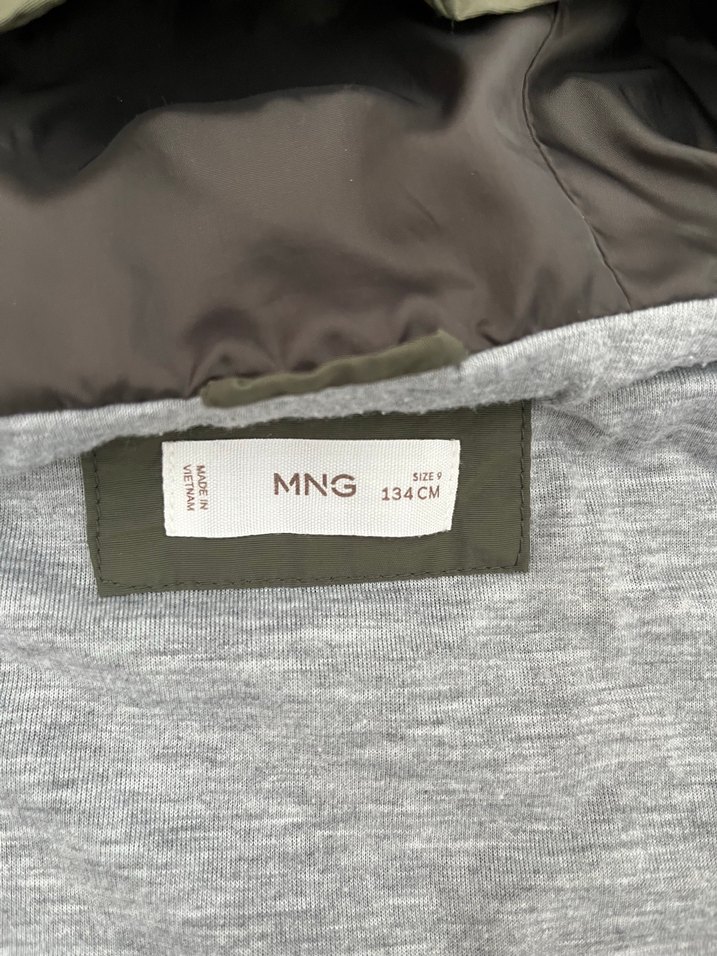 MADE IN
VIETNAM
MNG
SIZE 9
134 CM